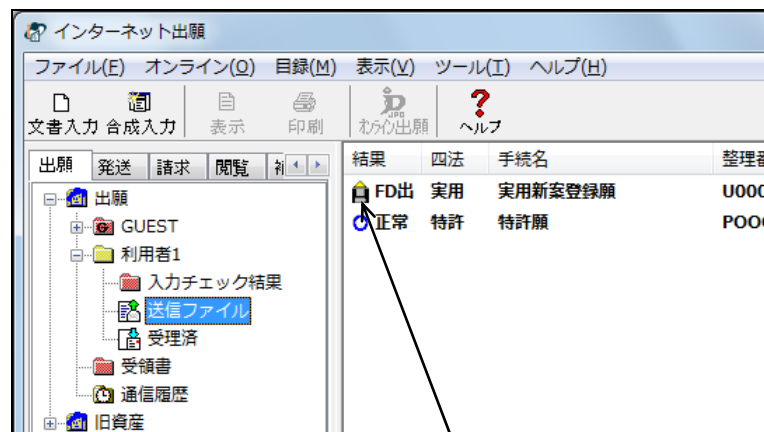 インターネット出願
ファイル(F) オンライン(O) 目録(M) 表示(V) ツール(T) ヘルプ(H)
文書入力 合成入力 表示 印刷 オンライン出願 ヘルプ
出願 発送 請求 閲覧
結果 四法 手続名 整理番
出願
FD出 実用 実用新案登録願 U000
GUEST
正常 特許 特許願 POO
利用者1
入力チェック結果
送信ファイル
受理済
受領書
通信履歴
旧資産